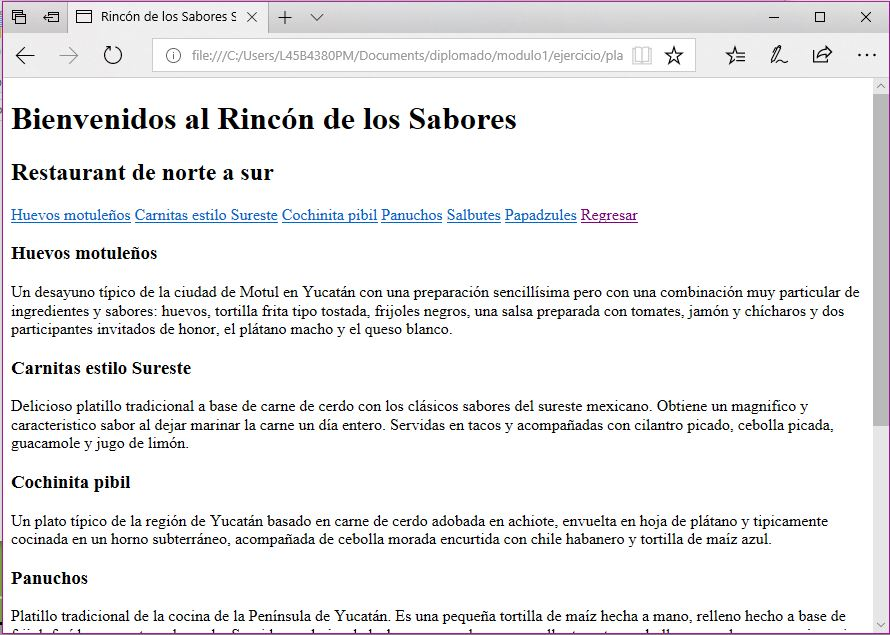 Rincón de los Sabores S
file:///C:/Users/L45B4380PM/Documents/diplomado/modulo1/ejercicio/pla
Bienvenidos al Rincón de los Sabores
Restaurant de norte a sur
Huevos motuleños Carnitas estilo Sureste Cochinita pibil Panuchos Salbutes Papadzules Regresar
Huevos motuleños
Un desayuno típico de la ciudad de Motul en Yucatán con una preparación sencillísima pero con una combinación muy particular de
ingredientes y sabores: huevos, tortilla frita tipo tostada, frijoles negros, una salsa preparada con tomates, jamón y chícharos y dos
participantes invitados de honor, el plátano macho y el queso blanco.
Carnitas estilo Sureste
Delicioso platillo tradicional a base de carne de cerdo con los clásicos sabores del sureste mexicano. Obtiene un magnifico y
caracteristico sabor al dejar marinar la carne un día entero. Servidas en tacos y acompañadas con cilantro picado, cebolla picada,
guacamole y jugo de limón.
Cochinita pibil
Un plato típico de la región de Yucatán basado en carne de cerdo adobada en achiote, envuelta en hoja de plátano y tipicamente
cocinada en un horno subterráneo, acompañada de cebolla morada encurtida con chile habanero y tortilla de maíz azul.
Panuchos
Platillo tradicional de la cocina de la Península de Yucatán. Es una pequeña tortilla de maíz hecha a mano, relleno hecho a base de